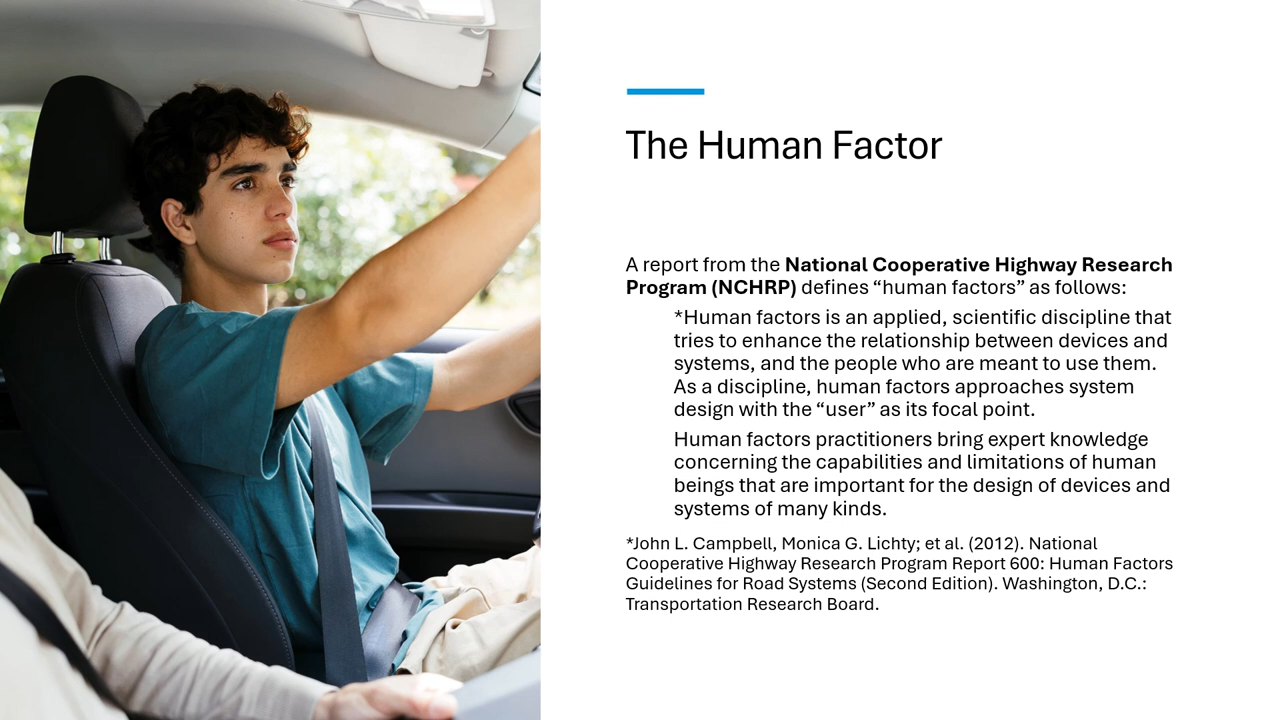 The Human Factor
A report from the National Cooperative Highway Research
Program (NCHRP) defines “human factors” as follows:
*Human factors is an applied, scientific discipline that
tries to enhance the relationship between devices and
systems, and the people who are meant to use them.
As a discipline, human factors approaches system
design with the “user” as its focal point.
Human factors practitioners bring expert knowledge
concerning the capabilities and limitations of human
beings that are important for the design of devices and
systems of many kinds.
*John L. Campbell, Monica G. Lichty; et al. (2012). National
Cooperative Highway Research Program Report 600: Human Factors
Guidelines for Road Systems (Second Edition). Washington, D.C.:
Transportation Research Board.